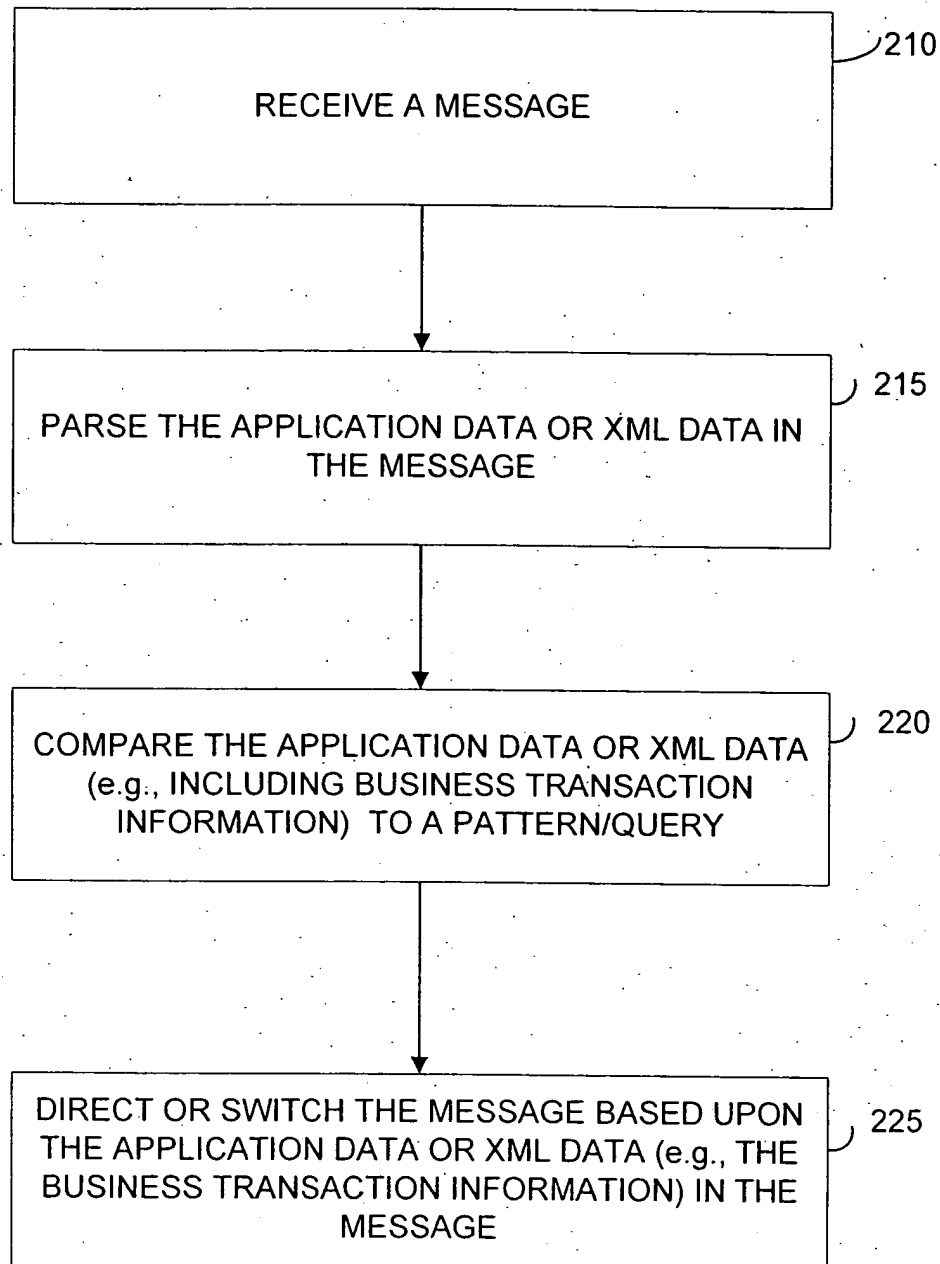 210
RECEIVE A MESSAGE
215
PARSE THE APPLICATION DATA OR XML DATA IN
THE MESSAGE
220
COMPARE THE APPLICATION DATA OR XML DATA
(e.g., INCLUDING BUSINESS TRANSACTION
INFORMATION) TO A PATTERN/QUERY
225
DIRECT OR SWITCH THE MESSAGE BASED UPON
THE APPLICATION DATA OR XML DATA (e.g., THE
BUSINESS TRANSACTION INFORMATION) IN THE
MESSAGE